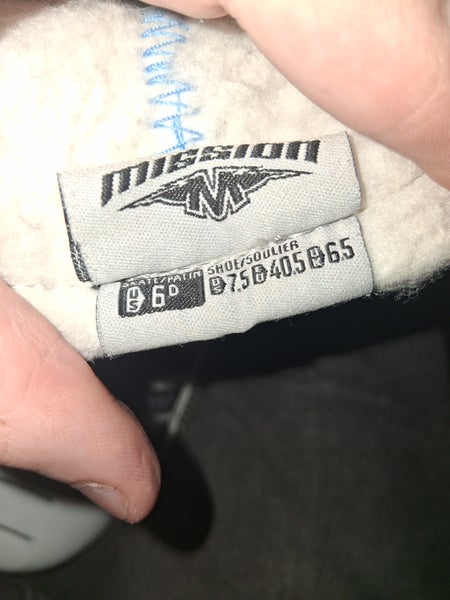 MISSION
M
SKATE/PATIN SHOE/SOULIER
US 6D US 7.5 EU 40.5 UK 6.5